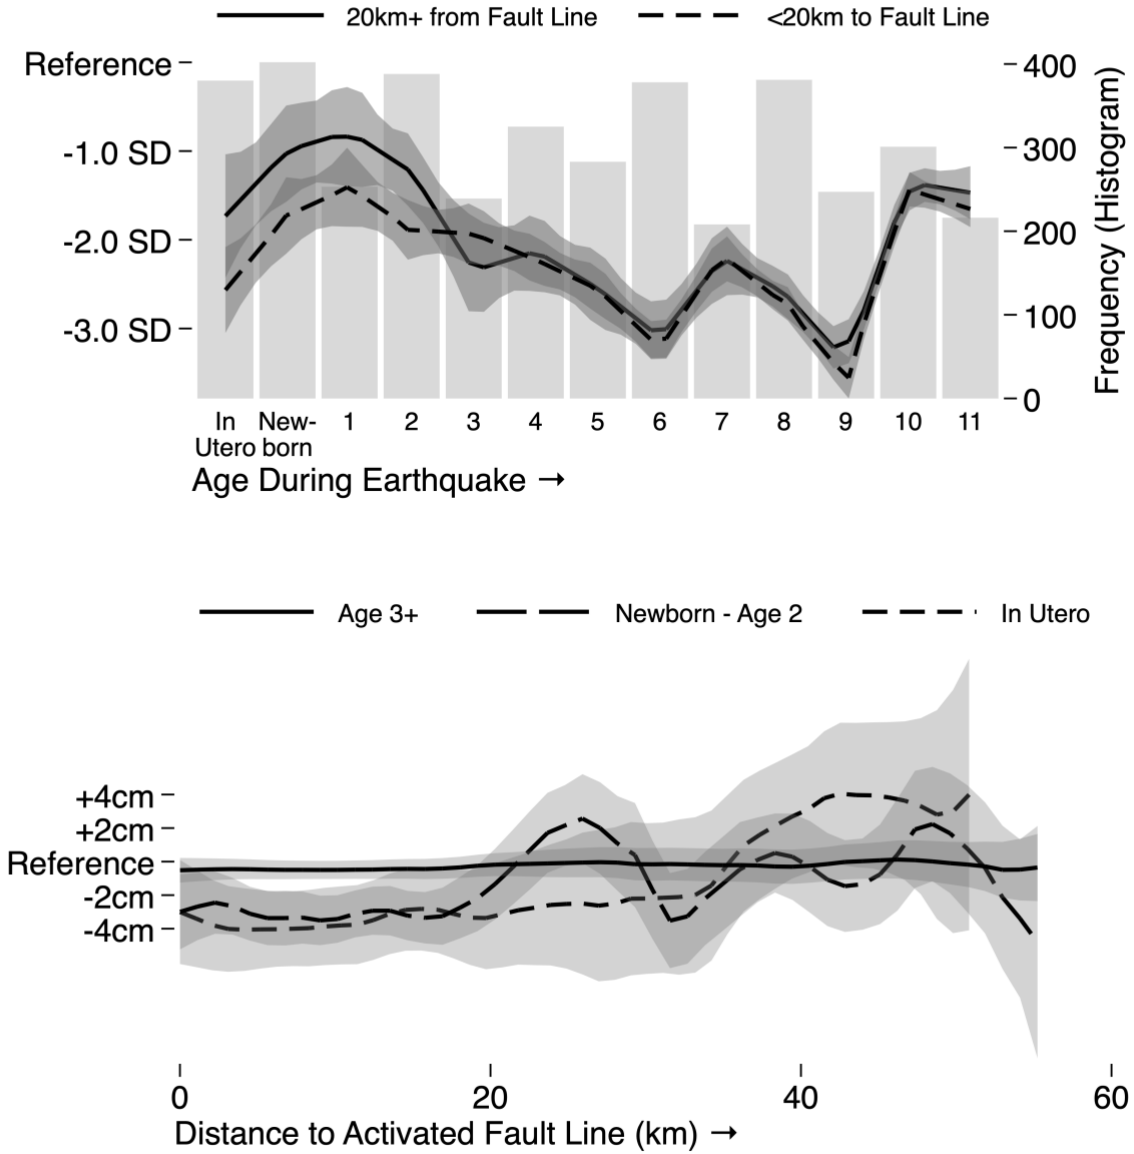 20km+ from Fault Line <20km to Fault Line
Reference 400
-1.0 SD 300
-2.0 SD 200
-3.0 SD 100
0
Frequency (Histogram)
In New- 1 2 3 4 5 6 7 8 9 10 11
Utero born
Age During Earthquake →
Age 3+ Newborn - Age 2 In Utero
+4cm
+2cm
Reference
-2cm
-4cm
0 20 40 60
Distance to Activated Fault Line (km) →